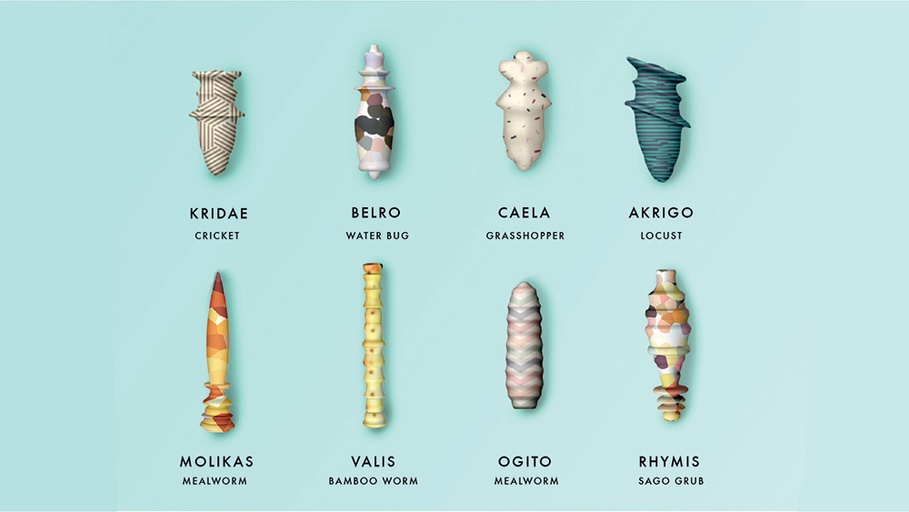 KRIDAE
CRICKET
BELRO
WATER BUG
CAELA
GRASSHOPPER
AKRIGO
LOCUST
MOLIKAS
MEALWORM
VALIS
BAMBOO WORM
OGITO
MEALWORM
RHYMIS
SAGO GRUB